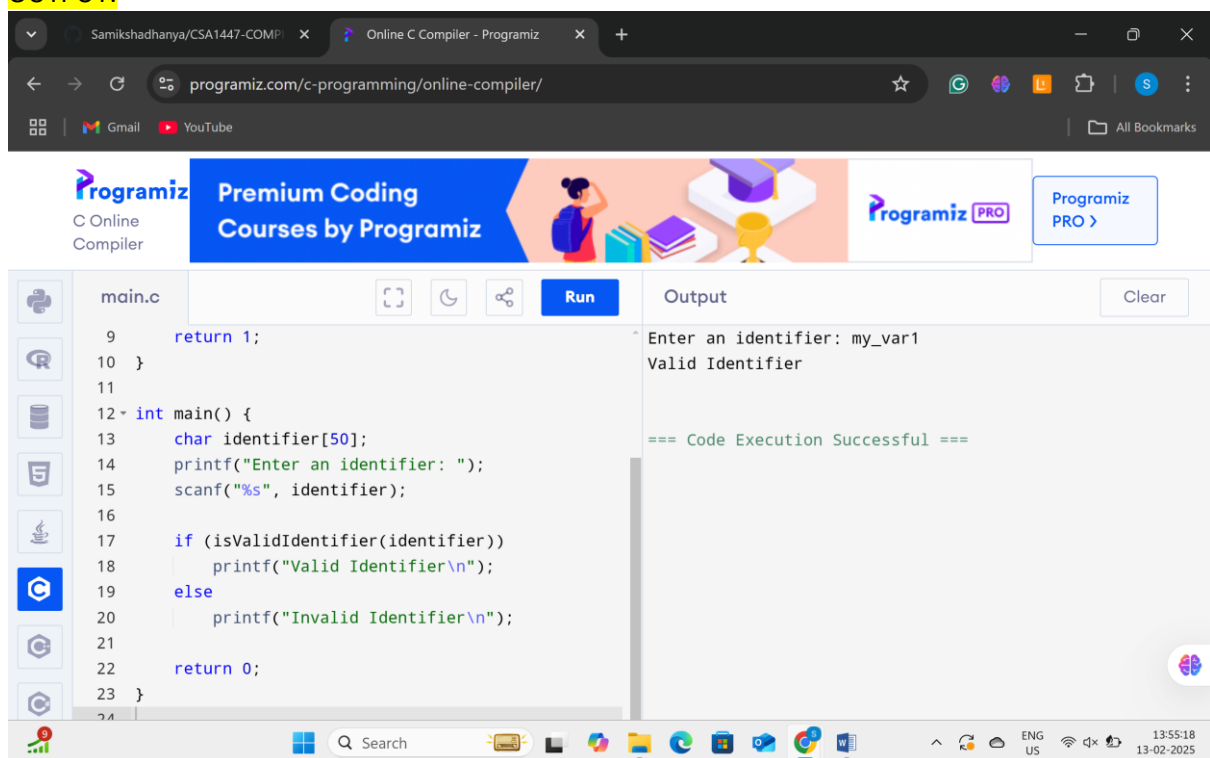 Samikshadhanya/CSA1447-COMPI
Online C Compiler - Programiz
programiz.com/c-programming/online-compiler/
S
Gmail
YouTube
All Bookmarks
Programiz
C Online
Compiler
Premium Coding
Courses by Programiz
Programiz PRO
Programiz
PRO >
main.c
Run
Output
Clear
9 return 1;
10 }
11
12 int main() {
13 char identifier[50];
14 printf("Enter an identifier: ");
15 scanf("%s", identifier);
16
17 if (isValidIdentifier(identifier))
18 printf("Valid Identifier\n");
19 else
20 printf("Invalid Identifier\n");
21
22 return 0;
23 }
24
Enter an identifier: my_var1
Valid Identifier
=== Code Execution Successful ===
9
Search
ENG
US
13:55:18
13-02-2025